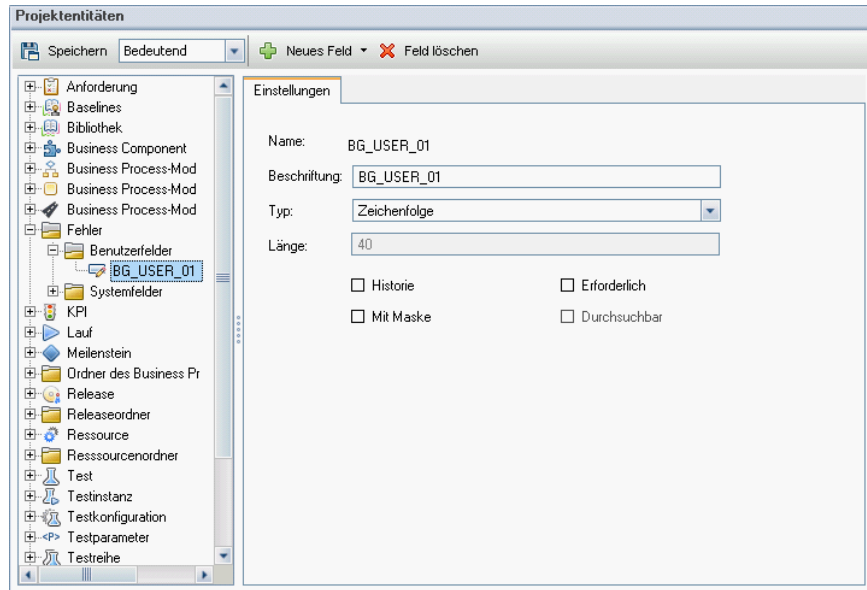 Projektentitäten
Speichern Bedeutend Neues Feld Feld löschen
Anforderung
Baselines
Bibliothek
Business Component
Business Process-Mod
Business Process-Mod
Business Process-Mod
Fehler
Benutzerfelder
BG_USER_01
Systemfelder
KPI
Lauf
Meilenstein
Ordner des Business Pr
Release
Releaseordner
Ressource
Resssourcenordner
Test
Testinstanz
Testkonfiguration
<P> Testparameter
Testreihe
Einstellungen
Name: BG_USER_01
Beschriftung: BG_USER_01
Typ: Zeichenfolge
Länge: 40
Historie Erforderlich
Mit Maske Durchsuchbar